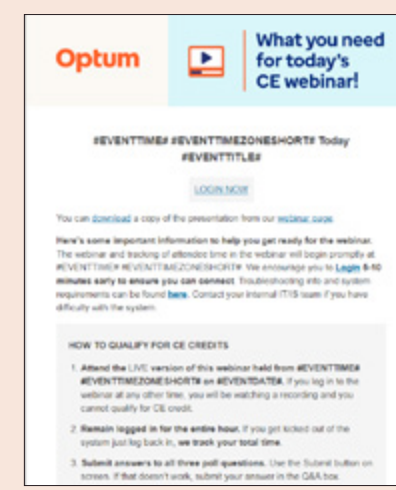 Optum
What you need
for today's
CE webinar!
#EVENTTIME# #EVENTTIMEZONESHORT# Today
#EVENTTITLE#
LOGIN NOW
You can download a copy of the presentation from our webinar page.
Here's some important information to help you get ready for the webinar.
The webinar and tracking of attendee time in the webinar will begin promptly at
#EVENTTIME# #EVENTTIMEZONESHORT#. We encourage you to Login 8-10
minutes early to ensure you can connect. Troubleshooting info and system
requirements can be found here. Contact your internal IT/IS team if you have
difficulty with the system.
HOW TO QUALIFY FOR CE CREDITS
1. Attend the LIVE version of this webinar held from #EVENTTIME#
#EVENTTIMEZONESHORT# on #EVENTDATE#. If you log in to the
webinar at any other time, you will be watching a recording and you
cannot qualify for CE credit.
2. Remain logged in for the entire hour. If you get kicked out of the
system just log back in, we track your total time.
3. Submit answers to all three poll questions. Use the Submit button on
screen. If that doesn't work, submit your answer in the Q&A box